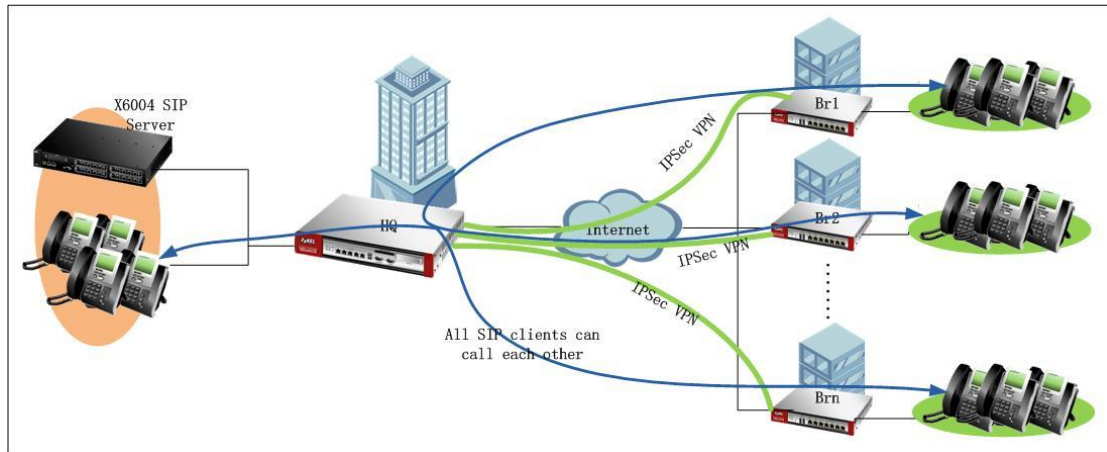 X6004 SIP
Server
HQ
ZyXEL
Internet
IPSec VPN
IPSec VPN
IPSec VPN
Br1
Br2
Brn
All SIP clients can
call each other